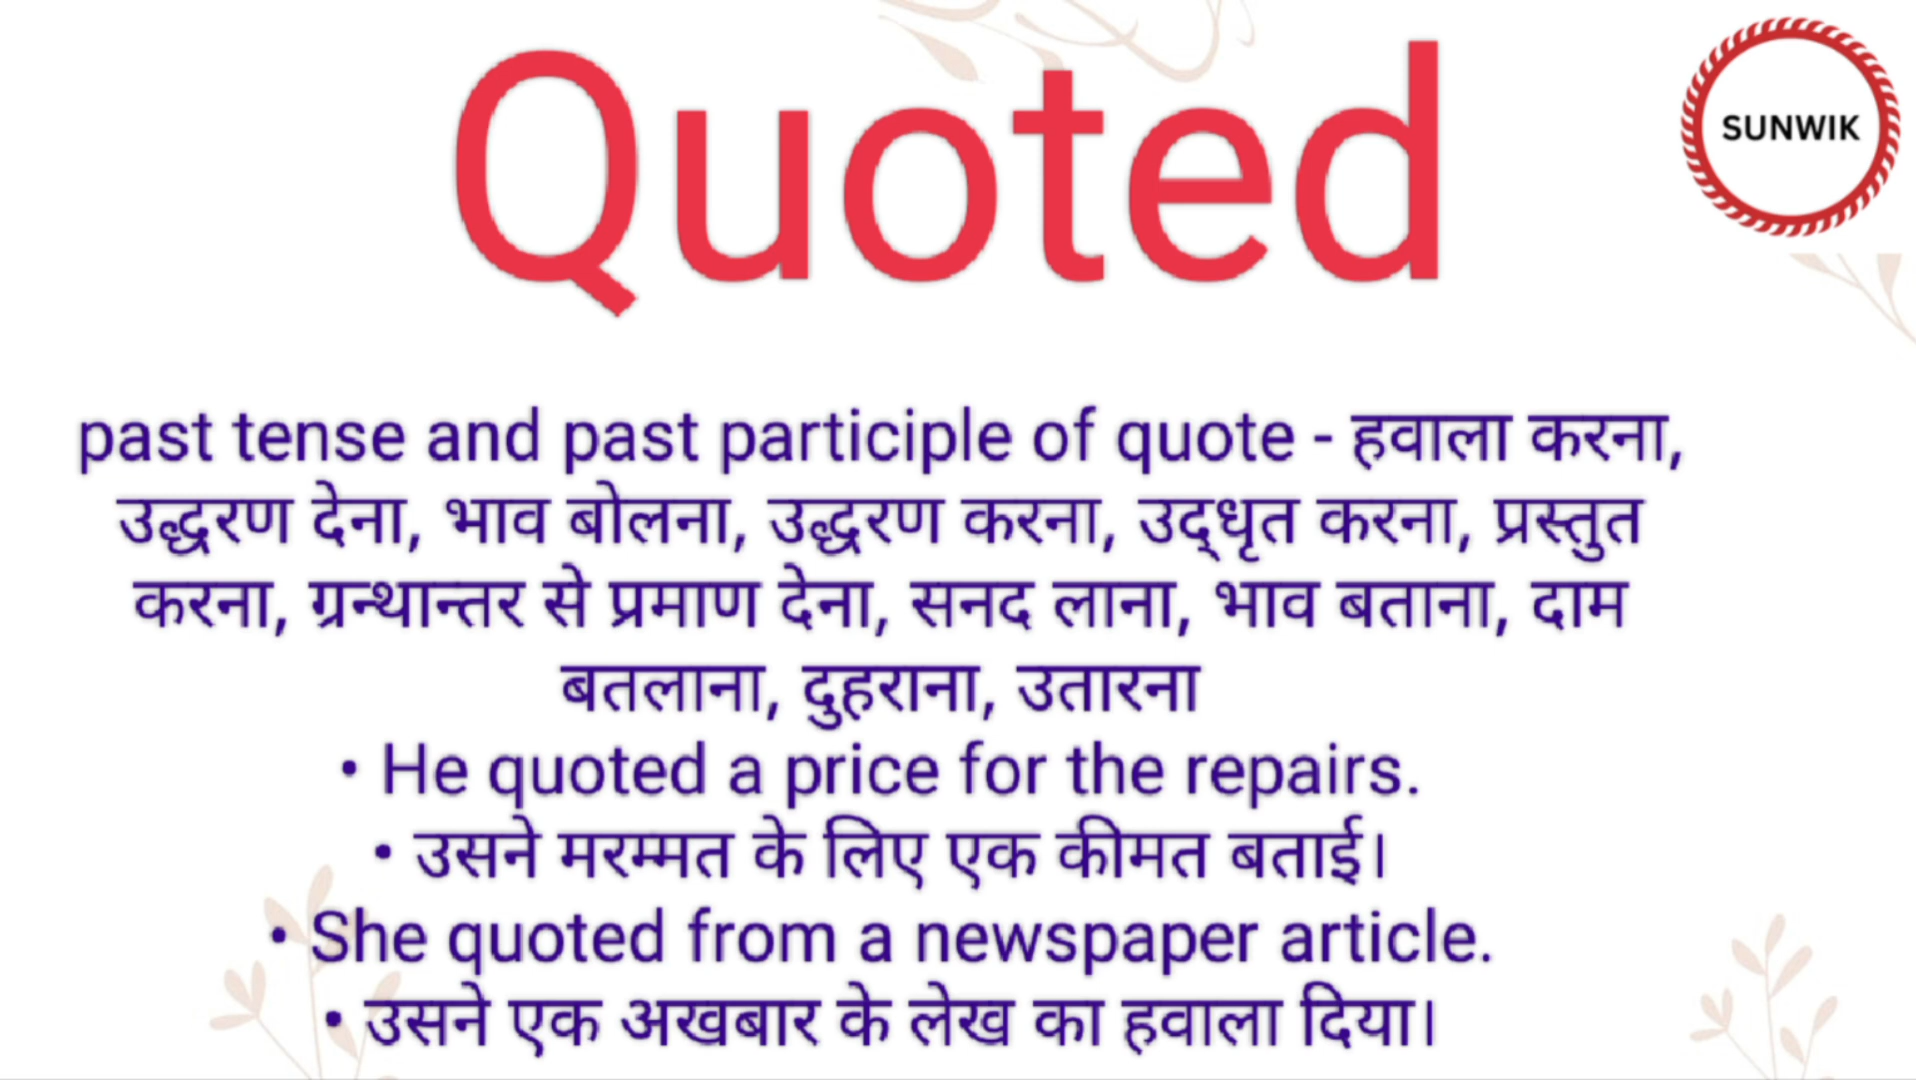 Quoted
SUNWIK
past tense and past participle of quote - हवाला करना,
उद्धरण देना, भाव बोलना, उद्धरण करना, उद्धृत करना, प्रस्तुत
करना, ग्रन्थान्तर से प्रमाण देना, सनद लाना, भाव बताना, दाम
बतलाना, दुहराना, उतारना
• He quoted a price for the repairs.
• उसने मरम्मत के लिए एक कीमत बताई।
• She quoted from a newspaper article.
• उसने एक अखबार के लेख का हवाला दिया।